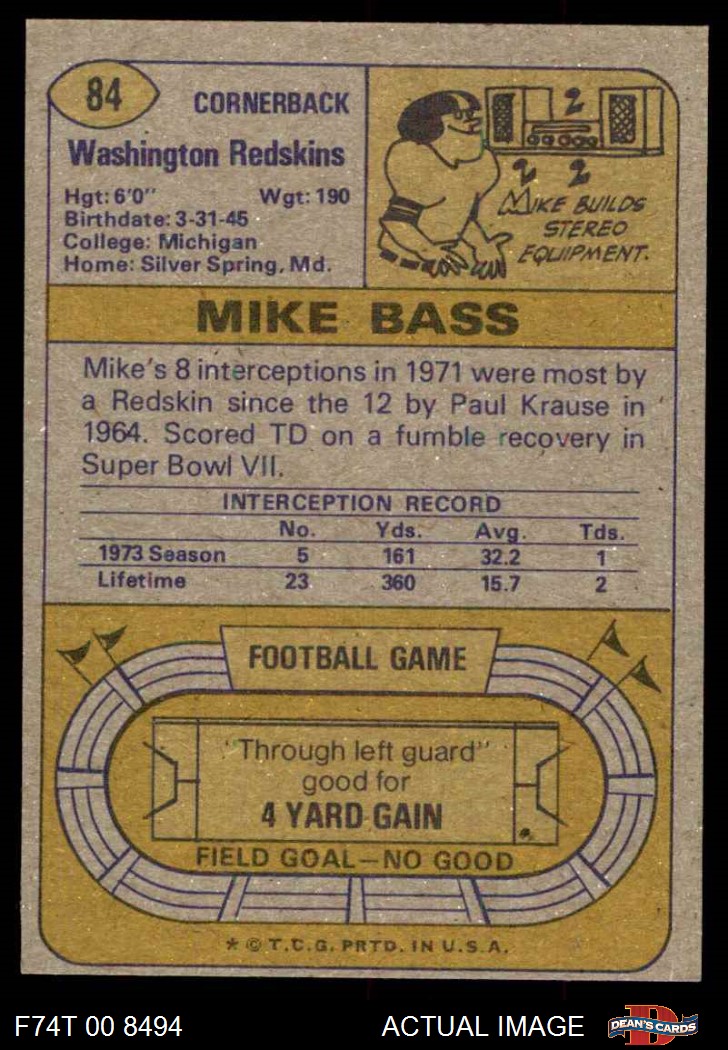 84
CORNERBACK
Washington Redskins
Hgt: 6'0" Wgt: 190
Birthdate: 3-31-45
College: Michigan
Home: Silver Spring, Md.
2
2 2
MIKE BUILDS
STEREO
EQUIPMENT.
MIKE BASS
Mike's 8 interceptions in 1971 were most by
a Redskin since the 12 by Paul Krause in
1964. Scored TD on a fumble recovery in
Super Bowl VII.
INTERCEPTION RECORD
No. Yds. Avg. Tds.
1973 Season 5 161 32.2 1
Lifetime 23 360 15.7 2
FOOTBALL GAME
"Through left guard"
good for
4 YARD GAIN
FIELD GOAL—NO GOOD
* © T.C.G. PRTD. IN U.S.A.
F74T 00 8494 ACTUAL IMAGE
D
DEAN'S CARDS